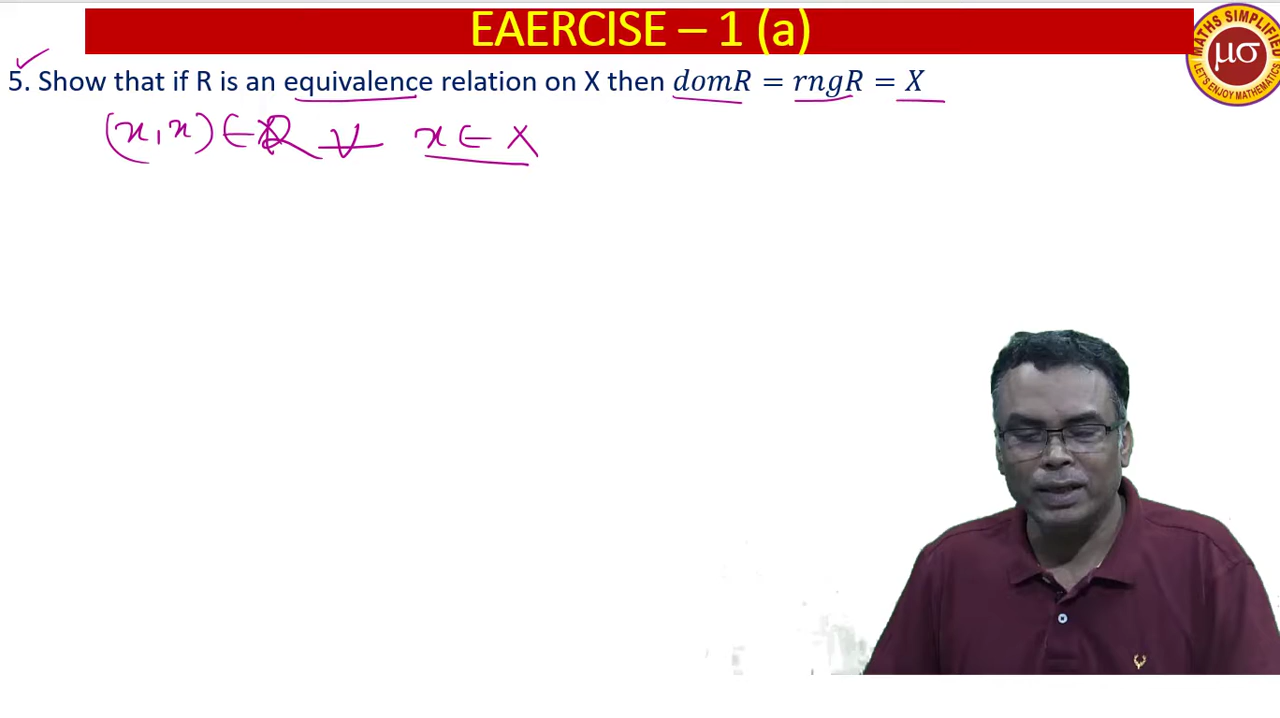 EAERCISE – 1 (a)
MATHS SIMPLIFIED
μσ
LET'S ENJOY MATHEMATICS
5. Show that if R is an equivalence relation on X then domR = rngR = X
(x, x) ∈ R ∀ x ∈ X